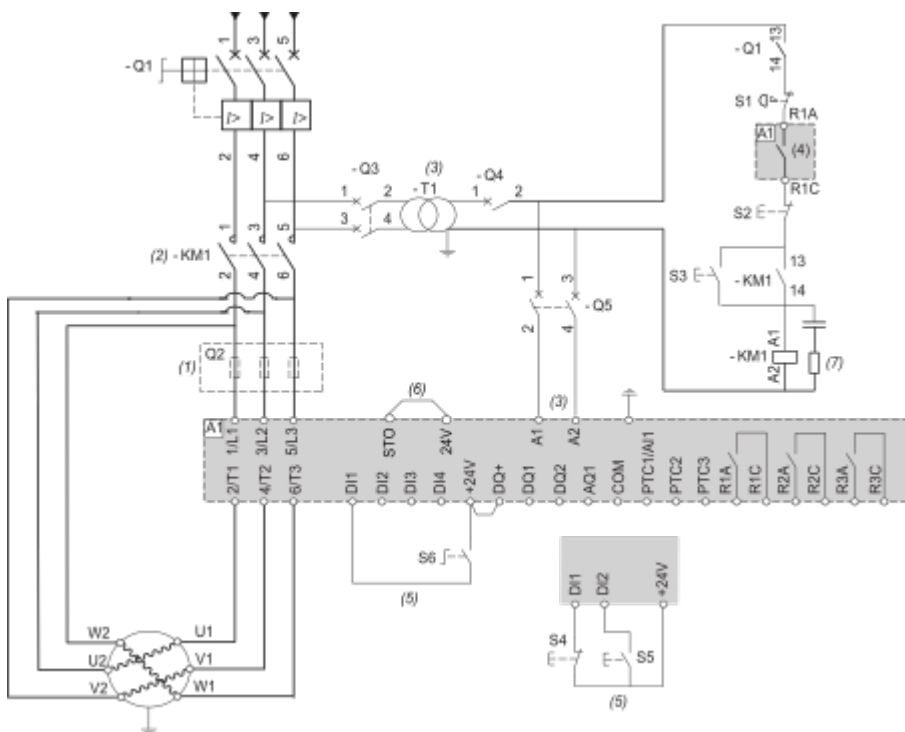 1 3 5
-Q1
I> I> I>
2 4 6
-Q3
1 2
3 4
(3)
-T1
-Q4
1 2
13
-Q1
14
S1
R1A
A1 (4)
R1C
S2
S3
13
-KM1
14
A1
-KM1
A2
(7)
(2) -KM1
1 3 5
2 4 6
1 3
-Q5
2 4
(1)
Q2
(6)
(3)
A1
1/L1 3/L2 5/L3 STO 24V A1 A2
2/T1 4/T2 6/T3 DI1 DI2 DI3 DI4 +24V DQ+ DQ1 DQ2 AQ1 COM PTC1/AI1 PTC2 PTC3 R1A R1C R2A R2C R3A R3C
S6
(5)
DI1 DI2 +24V
S4 S5
(5)
W2 U1
U2 V1
V2 W1